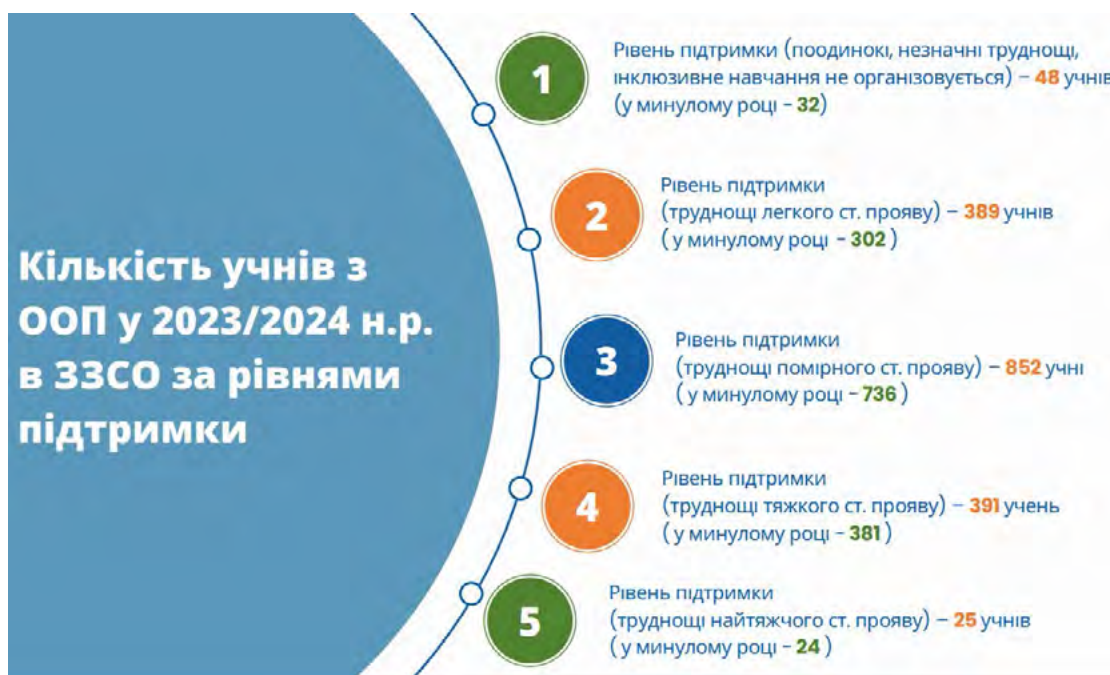 Кількість учнів з
ООП у 2023/2024 н.р.
в ЗЗСО за рівнями
підтримки
1
Рівень підтримки (поодинокі, незначні труднощі,
інклюзивне навчання не організовується) – 48 учнів
(у минулому році - 32)
2
Рівень підтримки
(труднощі легкого ст. прояву) – 389 учнів
( у минулому році - 302 )
3
Рівень підтримки
(труднощі помірного ст. прояву) – 852 учні
( у минулому році - 736 )
4
Рівень підтримки
(труднощі тяжкого ст. прояву) – 391 учень
( у минулому році - 381 )
5
Рівень підтримки
(труднощі найтяжчого ст. прояву) – 25 учнів
( у минулому році - 24 )